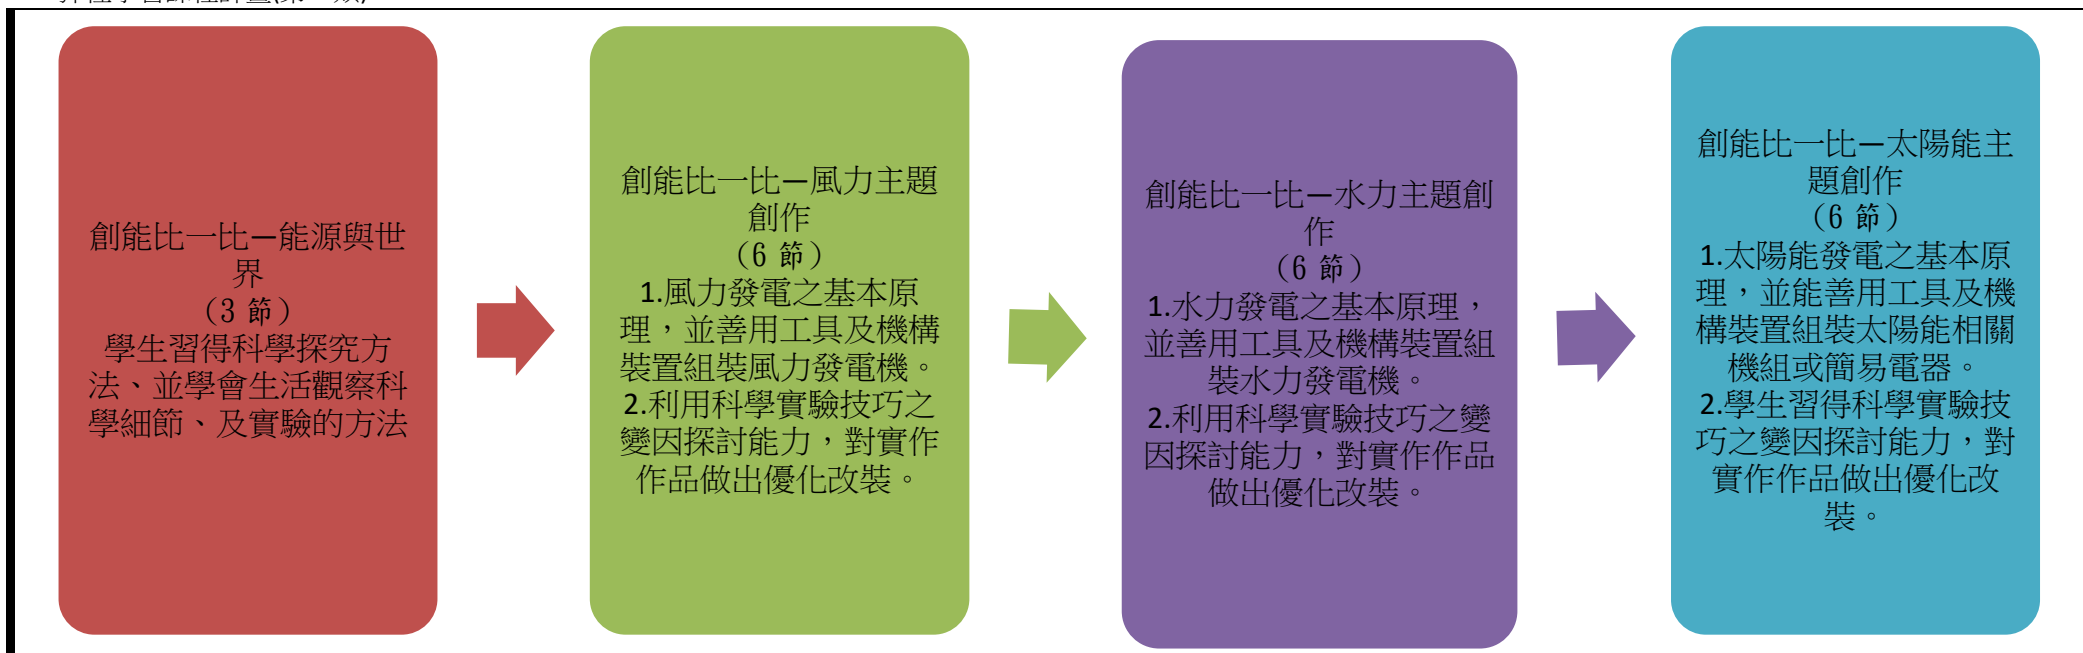 創能比一比—能源與世
界
（3 節）
學生習得科學探究方
法、並學會生活觀察科
學細節、及實驗的方法
創能比一比—風力主題
創作
（6 節）
1.風力發電之基本原
理，並善用工具及機構
裝置組裝風力發電機。
2.利用科學實驗技巧之
變因探討能力，對實作
作品做出優化改裝。
創能比一比—水力主題創
作
（6 節）
1.水力發電之基本原理，
並善用工具及機構裝置組
裝水力發電機。
2.利用科學實驗技巧之變
因探討能力，對實作作品
做出優化改裝。
創能比一比—太陽能主
題創作
（6 節）
1.太陽能發電之基本原
理，並能善用工具及機
構裝置組裝太陽能相關
機組或簡易電器。
2.學生習得科學實驗技
巧之變因探討能力，對
實作作品做出優化改
裝。